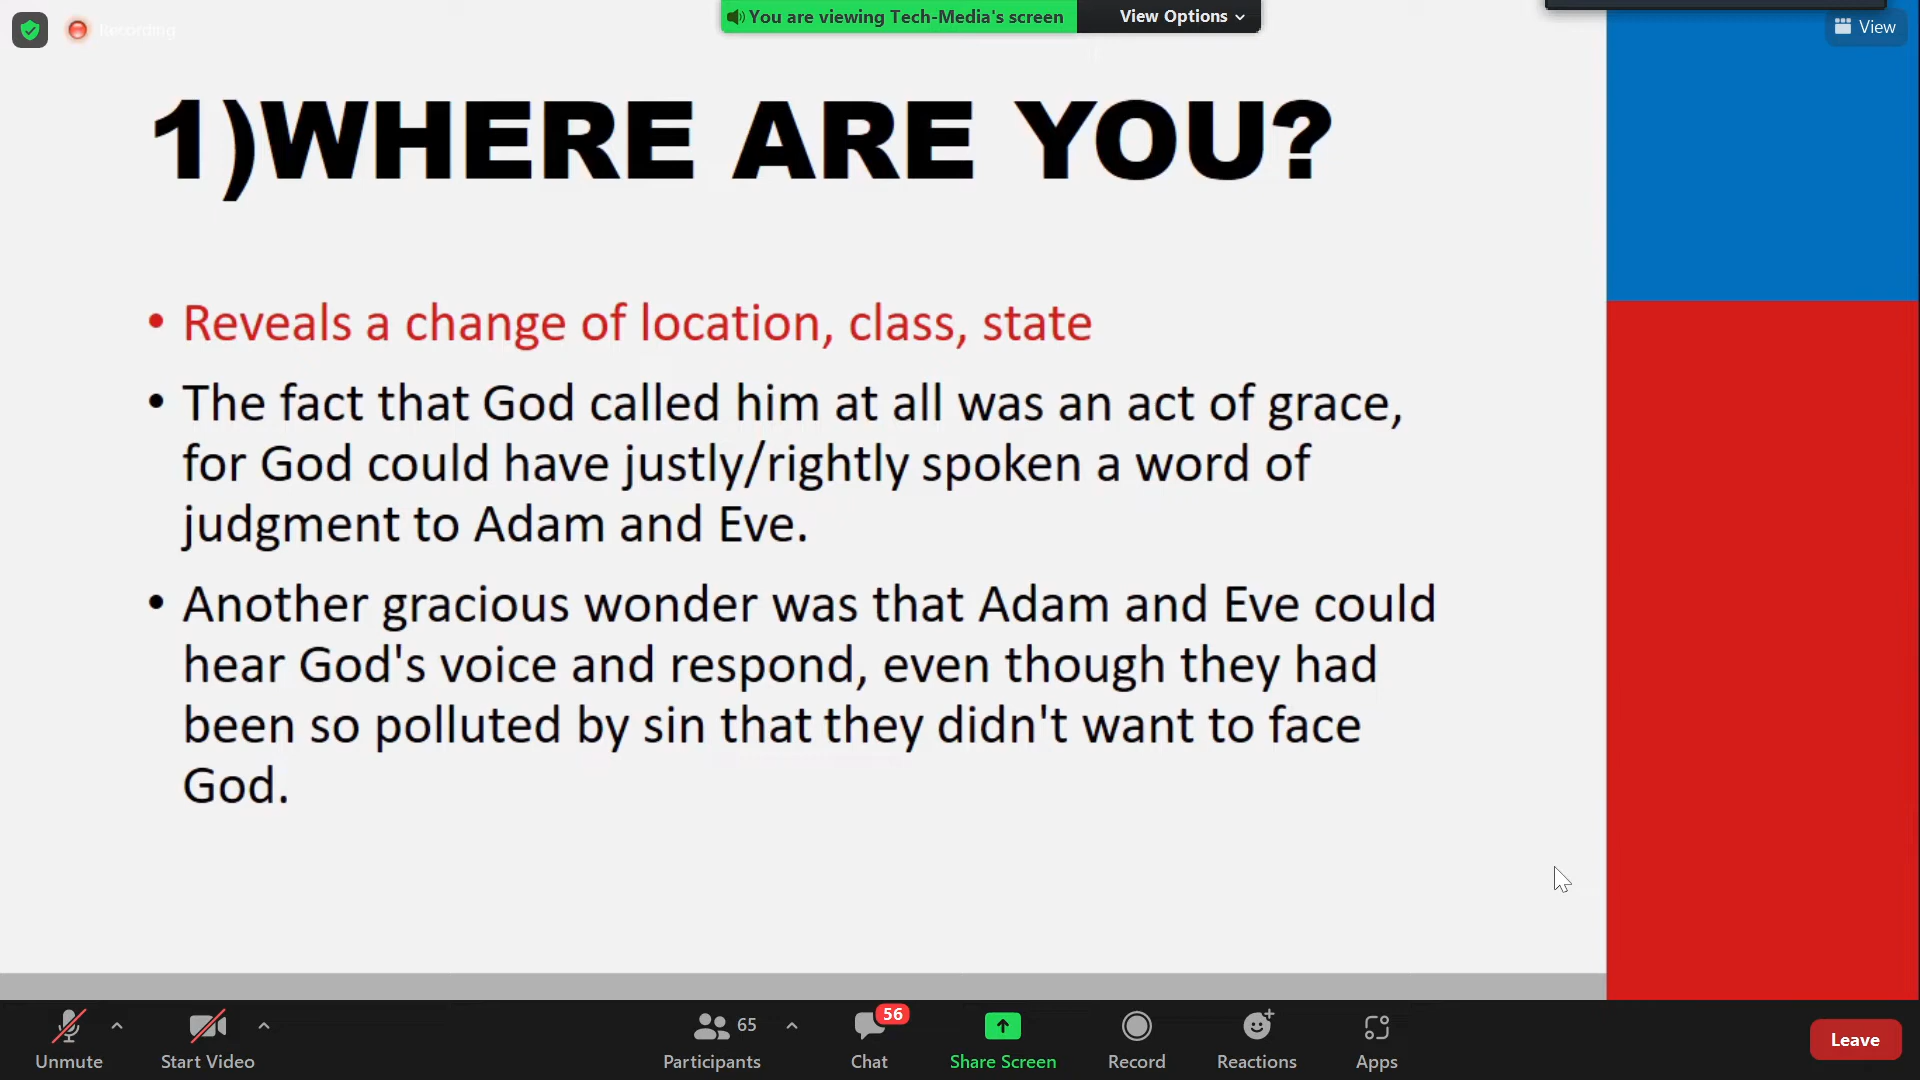 Recording
You are viewing Tech-Media's screen
View Options
View
1)WHERE ARE YOU?
• Reveals a change of location, class, state
• The fact that God called him at all was an act of grace,
for God could have justly/rightly spoken a word of
judgment to Adam and Eve.
• Another gracious wonder was that Adam and Eve could
hear God's voice and respond, even though they had
been so polluted by sin that they didn't want to face
God.
65
56
Unmute
Start Video
Participants
Chat
Share Screen
Record
Reactions
Apps
Leave